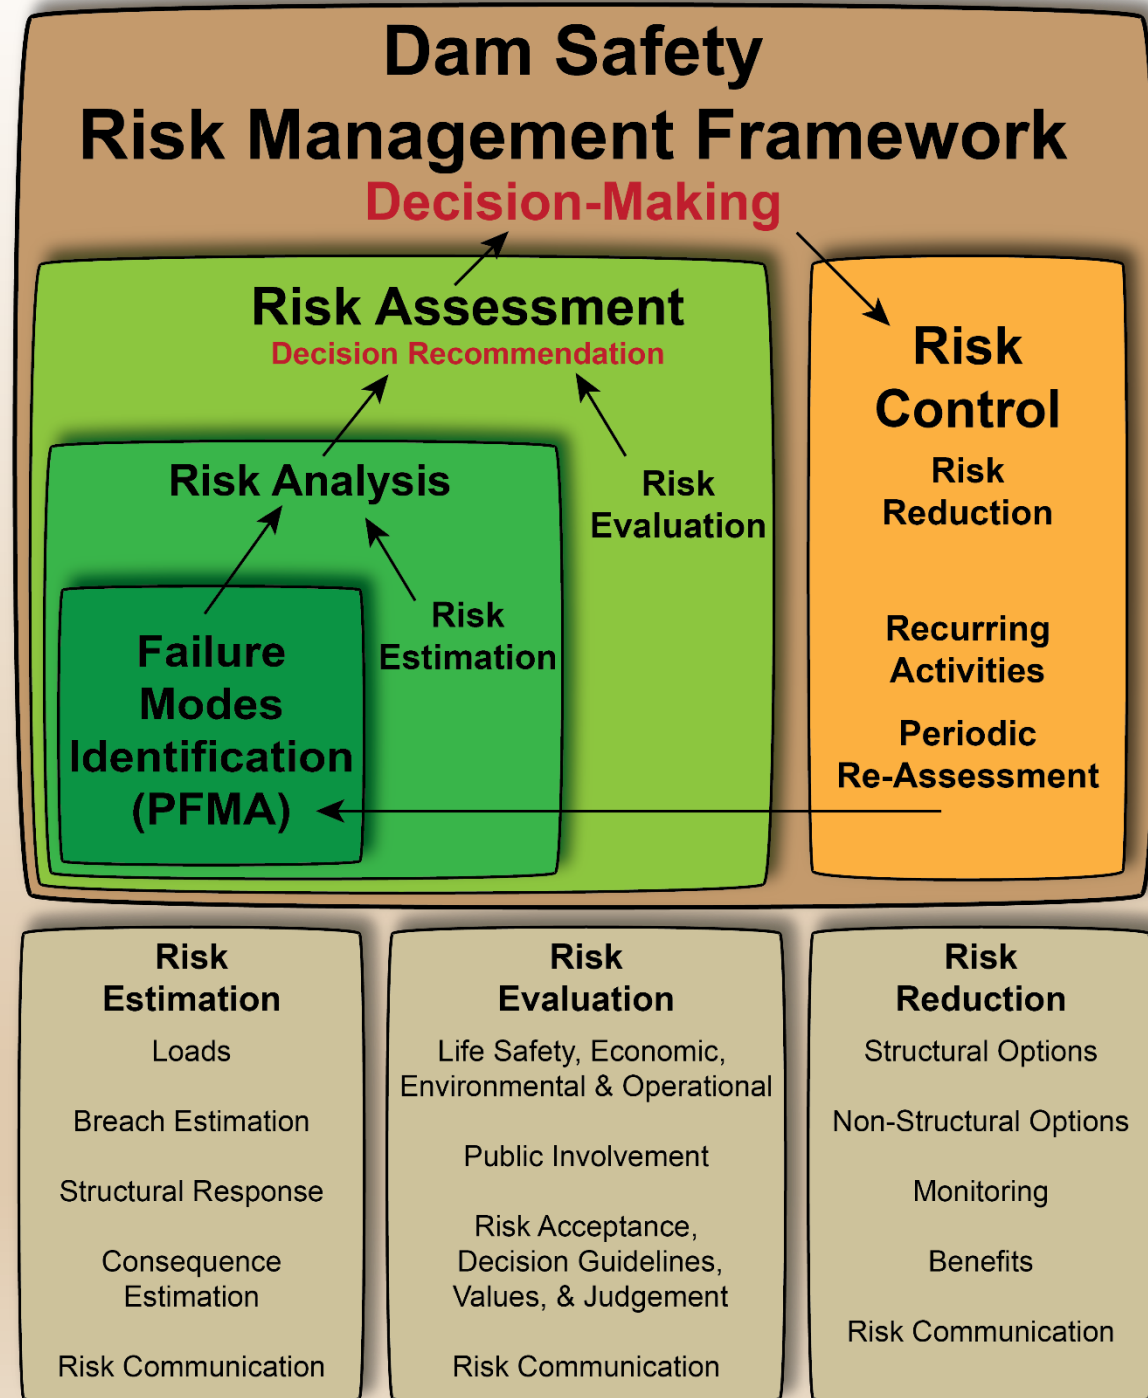 Dam Safety
Risk Management Framework
Decision-Making
Risk Assessment
Decision Recommendation
Risk Analysis
Risk
Evaluation
Risk
Estimation
Failure
Modes
Identification
(PFMA)
Risk
Control
Risk
Reduction
Recurring
Activities
Periodic
Re-Assessment
Risk
Estimation
Loads
Breach Estimation
Structural Response
Consequence
Estimation
Risk Communication
Risk
Evaluation
Life Safety, Economic,
Environmental & Operational
Public Involvement
Risk Acceptance,
Decision Guidelines,
Values, & Judgement
Risk Communication
Risk
Reduction
Structural Options
Non-Structural Options
Monitoring
Benefits
Risk Communication